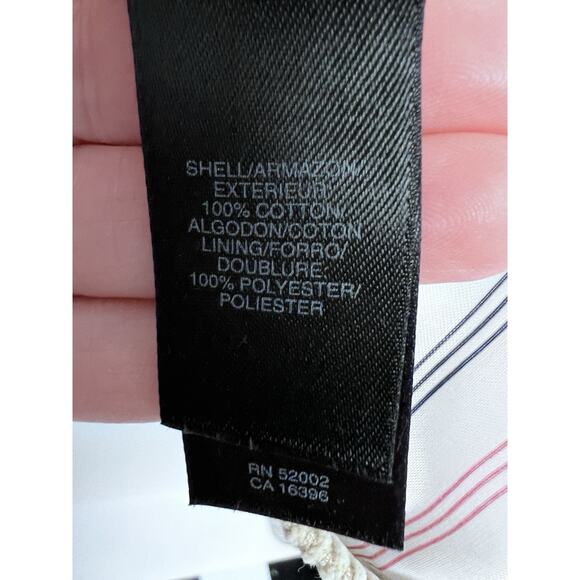 SHELL/ARMAZON/
EXTERIEUR:
100% COTTON/
ALGODON/COTON
LINING/FORRO/
DOUBLURE:
100% POLYESTER/
POLIESTER
RN 52002
CA 16396